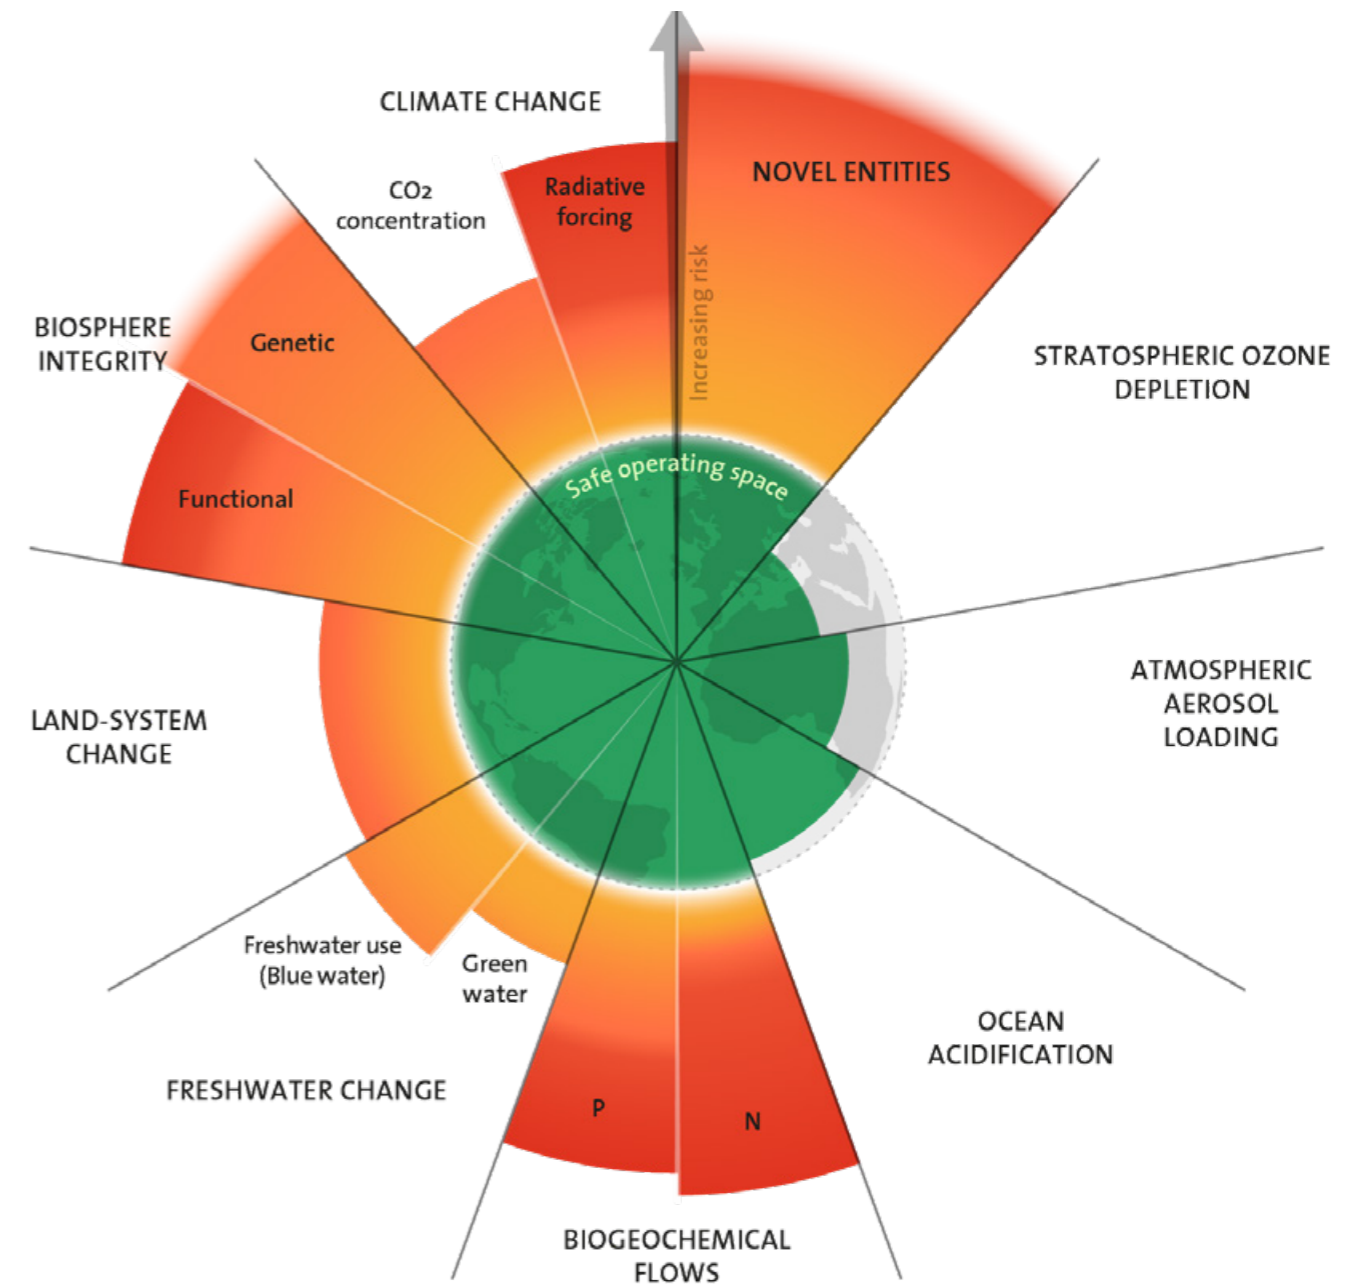 CLIMATE CHANGE
CO2
concentration
Radiative
forcing
NOVEL ENTITIES
Increasing risk
BIOSPHERE
INTEGRITY
Genetic
Functional
STRATOSPHERIC OZONE
DEPLETION
Safe operating space
ATMOSPHERIC
AEROSOL
LOADING
LAND-SYSTEM
CHANGE
Freshwater use
(Blue water)
Green
water
FRESHWATER CHANGE
P
N
OCEAN
ACIDIFICATION
BIOGEOCHEMICAL
FLOWS